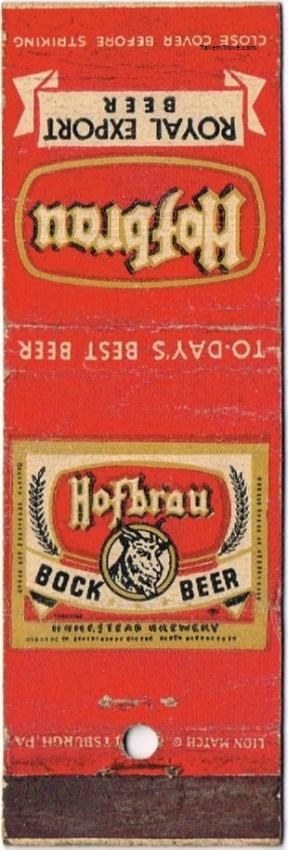 TavernTrove.com
CLOSE COVER BEFORE STRIKING
ROYAL EXPORT
BEER
Hofbrau
TO-DAY'S BEST BEER
Hofbrau
BOCK BEER
HOMESTEAD BREWERY
LION MATCH © TTSBURGH, PA